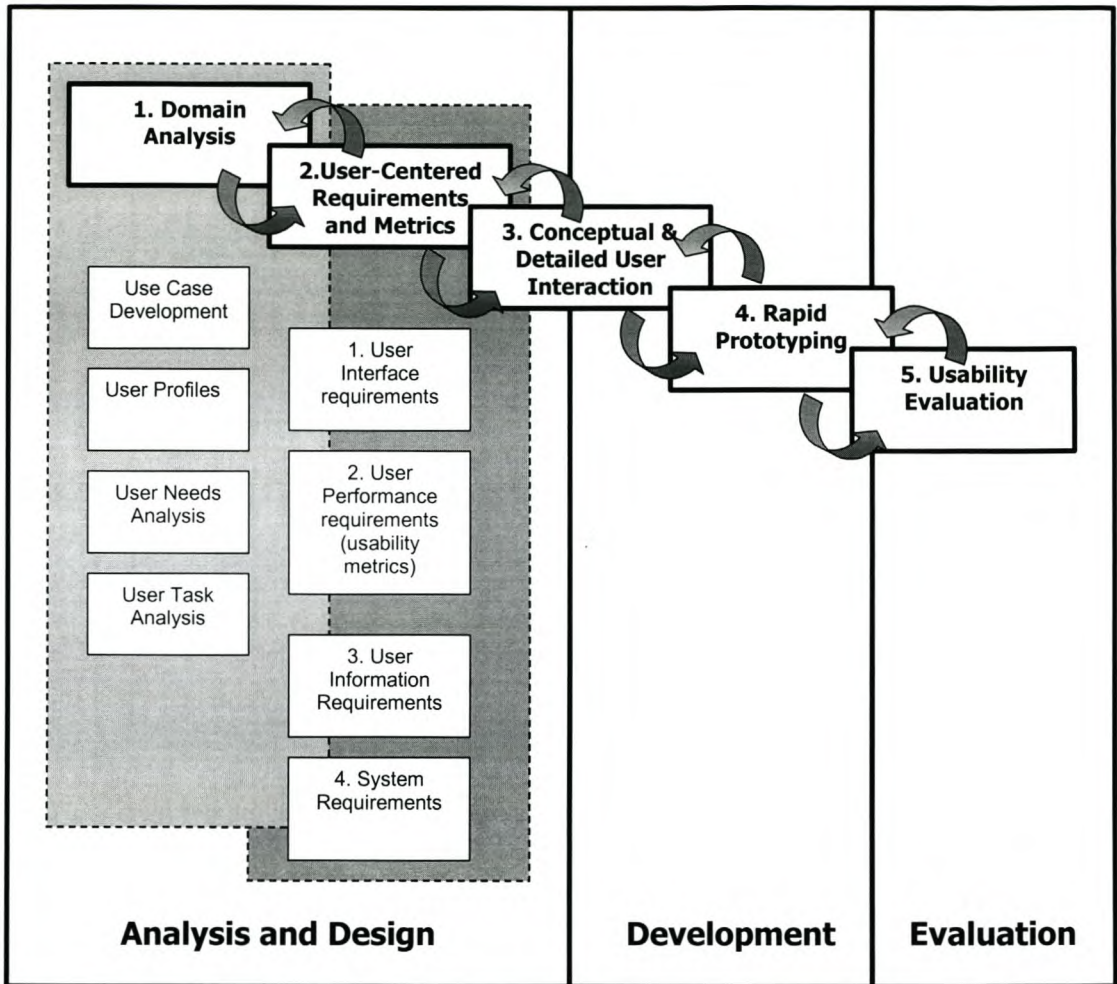 1. Domain
Analysis
2.User-Centered
Requirements
and Metrics
3. Conceptual &
Detailed User
Interaction
4. Rapid
Prototyping
5. Usability
Evaluation
Use Case
Development
User Profiles
User Needs
Analysis
User Task
Analysis
1. User
Interface
requirements
2. User
Performance
requirements
(usability
metrics)
3. User
Information
Requirements
4. System
Requirements
Analysis and Design
Development
Evaluation